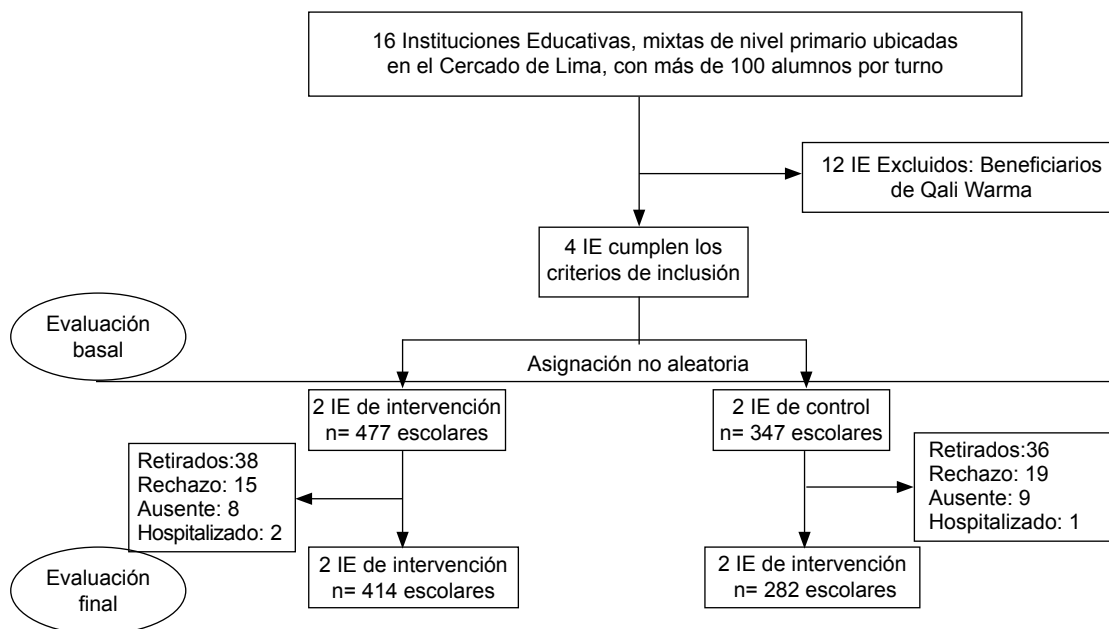 16 Instituciones Educativas, mixtas de nivel primario ubicadas
en el Cercado de Lima, con más de 100 alumnos por turno
12 IE Excluidos: Beneficiarios
de Qali Warma
4 IE cumplen los
criterios de inclusión
Evaluación
basal
Asignación no aleatoria
2 IE de intervención
n= 477 escolares
2 IE de control
n= 347 escolares
Retirados:38
Rechazo: 15
Ausente: 8
Hospitalizado: 2
Retirados:36
Rechazo: 19
Ausente: 9
Hospitalizado: 1
Evaluación
final
2 IE de intervención
n= 414 escolares
2 IE de intervención
n= 282 escolares